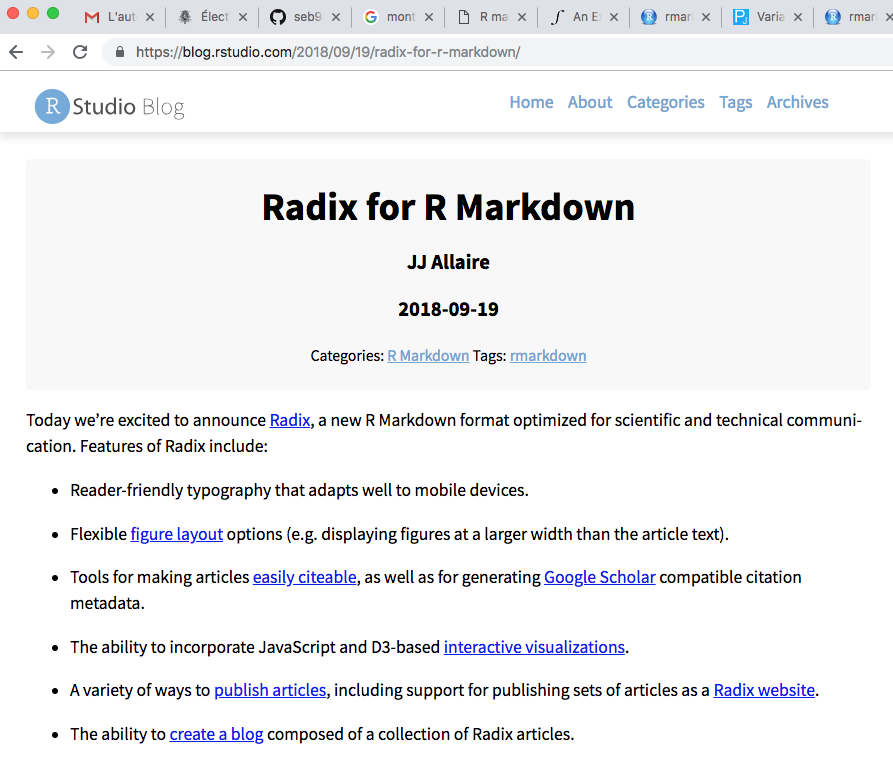 L'aut
Élect
seb9
mont
R ma
An E
rmar
Varia
rmar
https://blog.rstudio.com/2018/09/19/radix-for-r-markdown/
R Studio Blog
Home About Categories Tags Archives
Radix for R Markdown
JJ Allaire
2018-09-19
Categories: R Markdown Tags: rmarkdown
Today we’re excited to announce Radix, a new R Markdown format optimized for scientific and technical communi-
cation. Features of Radix include:
• Reader-friendly typography that adapts well to mobile devices.
• Flexible figure layout options (e.g. displaying figures at a larger width than the article text).
• Tools for making articles easily citeable, as well as for generating Google Scholar compatible citation
metadata.
• The ability to incorporate JavaScript and D3-based interactive visualizations.
• A variety of ways to publish articles, including support for publishing sets of articles as a Radix website.
• The ability to create a blog composed of a collection of Radix articles.